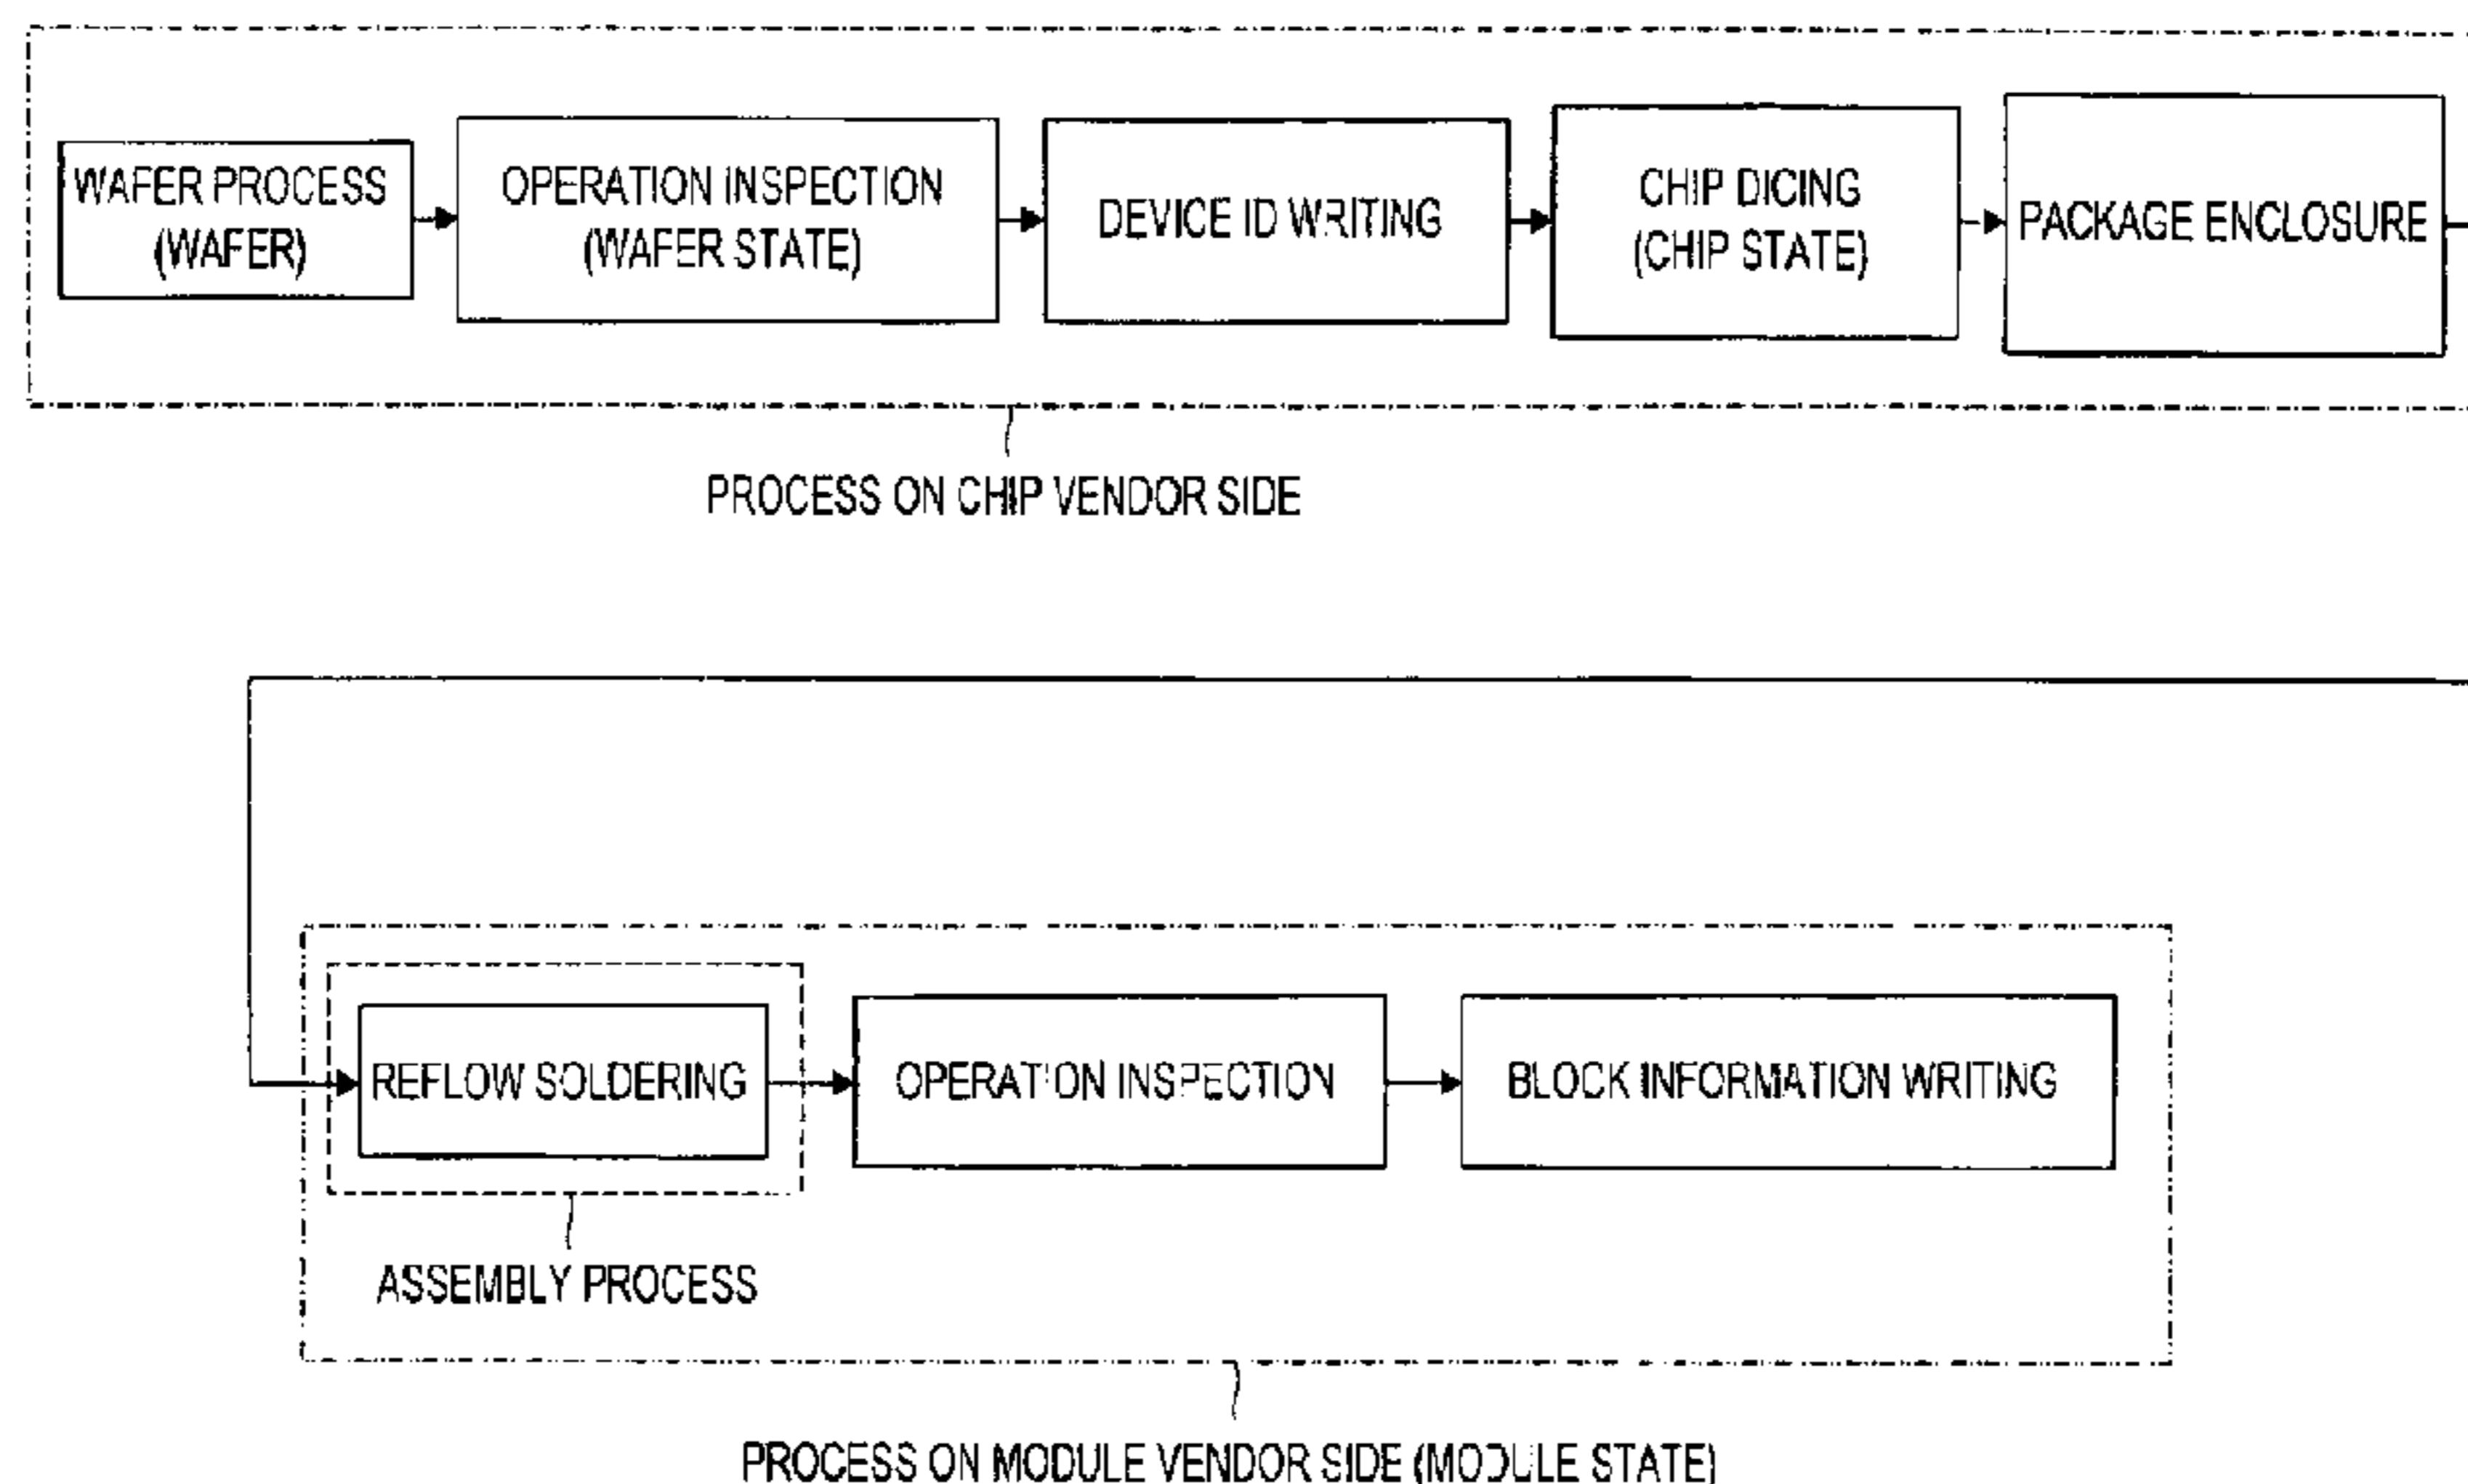 WAFER PROCESS
(WAFER)
OPERATION INSPECTION
(WAFER STATE)
DEVICE ID WRITING
CHIP DICING
(CHIP STATE)
PACKAGE ENCLOSURE
PROCESS ON CHIP VENDOR SIDE
REFLOW SOLDERING
OPERATION INSPECTION
BLOCK INFORMATION WRITING
ASSEMBLY PROCESS
PROCESS ON MODULE VENDOR SIDE (MODULE STATE)